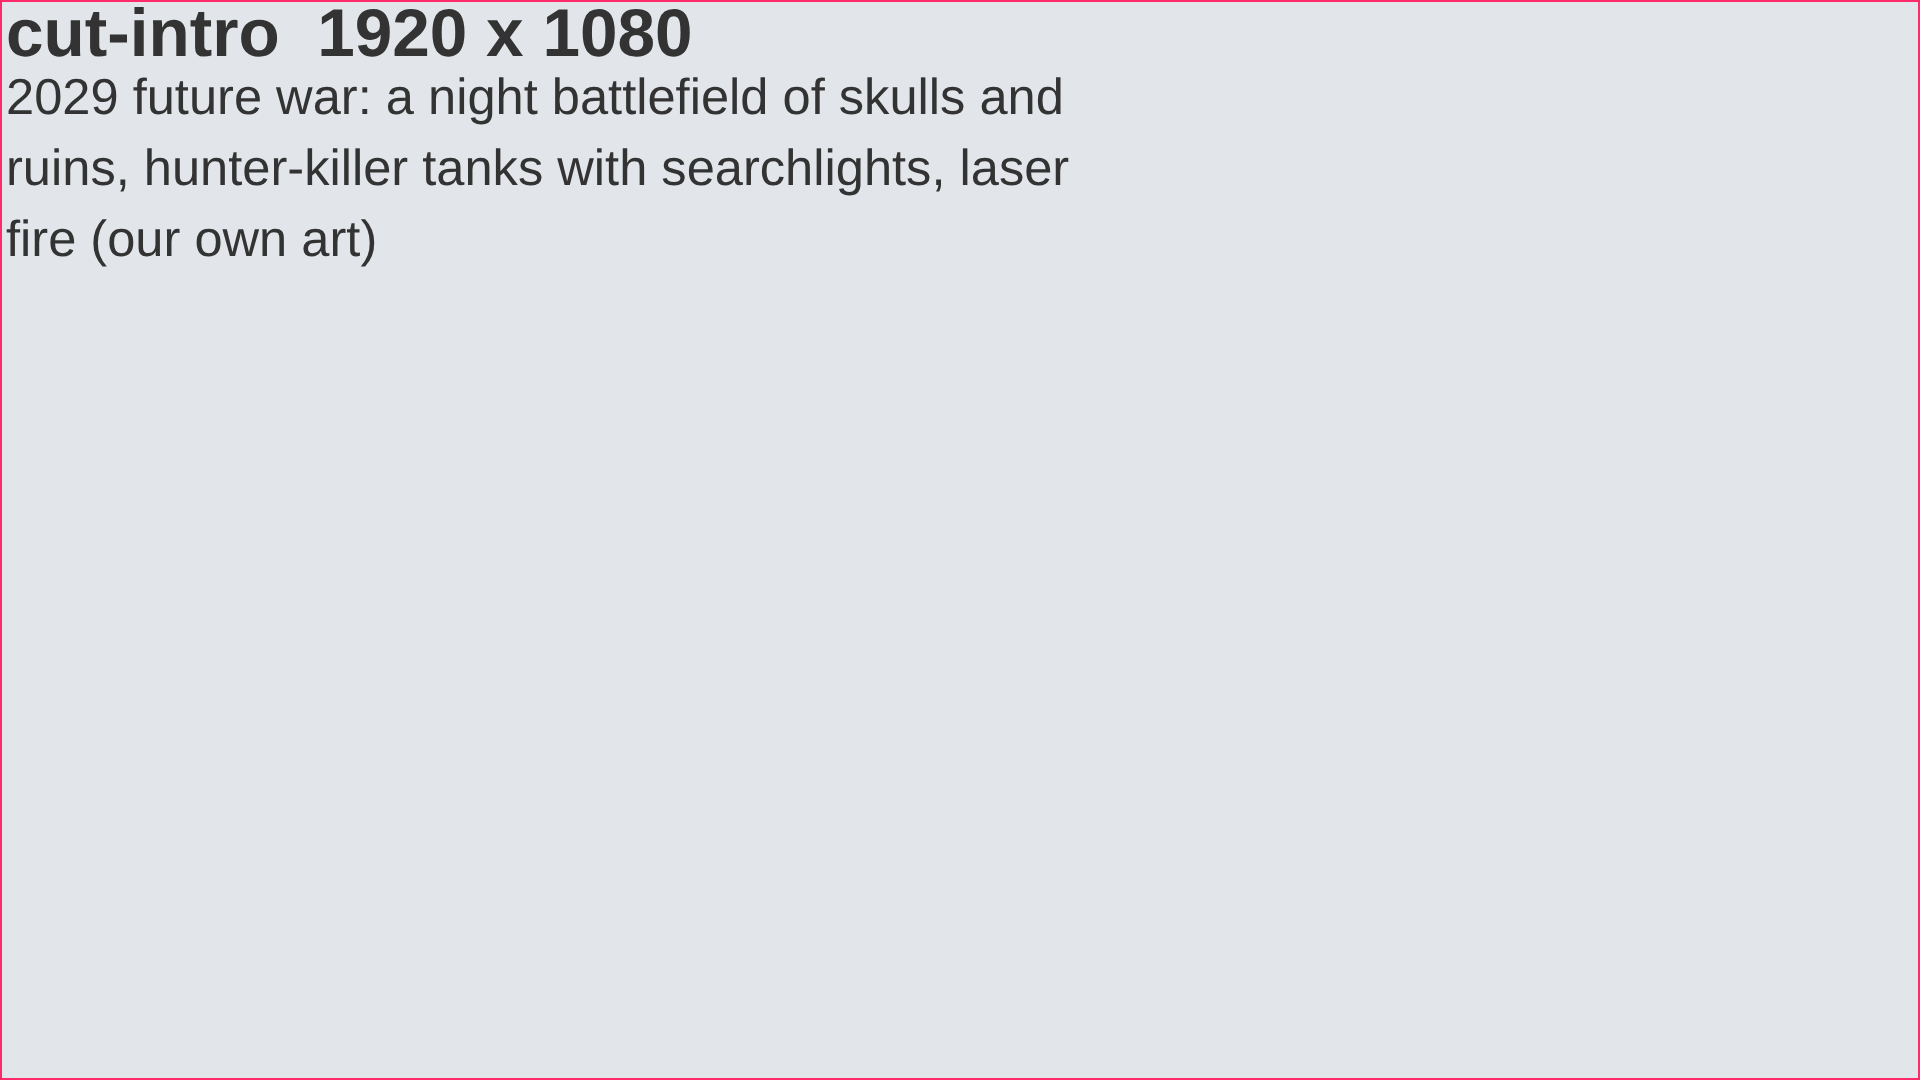 cut-intro  1920 x 1080
2029 future war: a night battlefield of skulls and
ruins, hunter-killer tanks with searchlights, laser
fire (our own art)